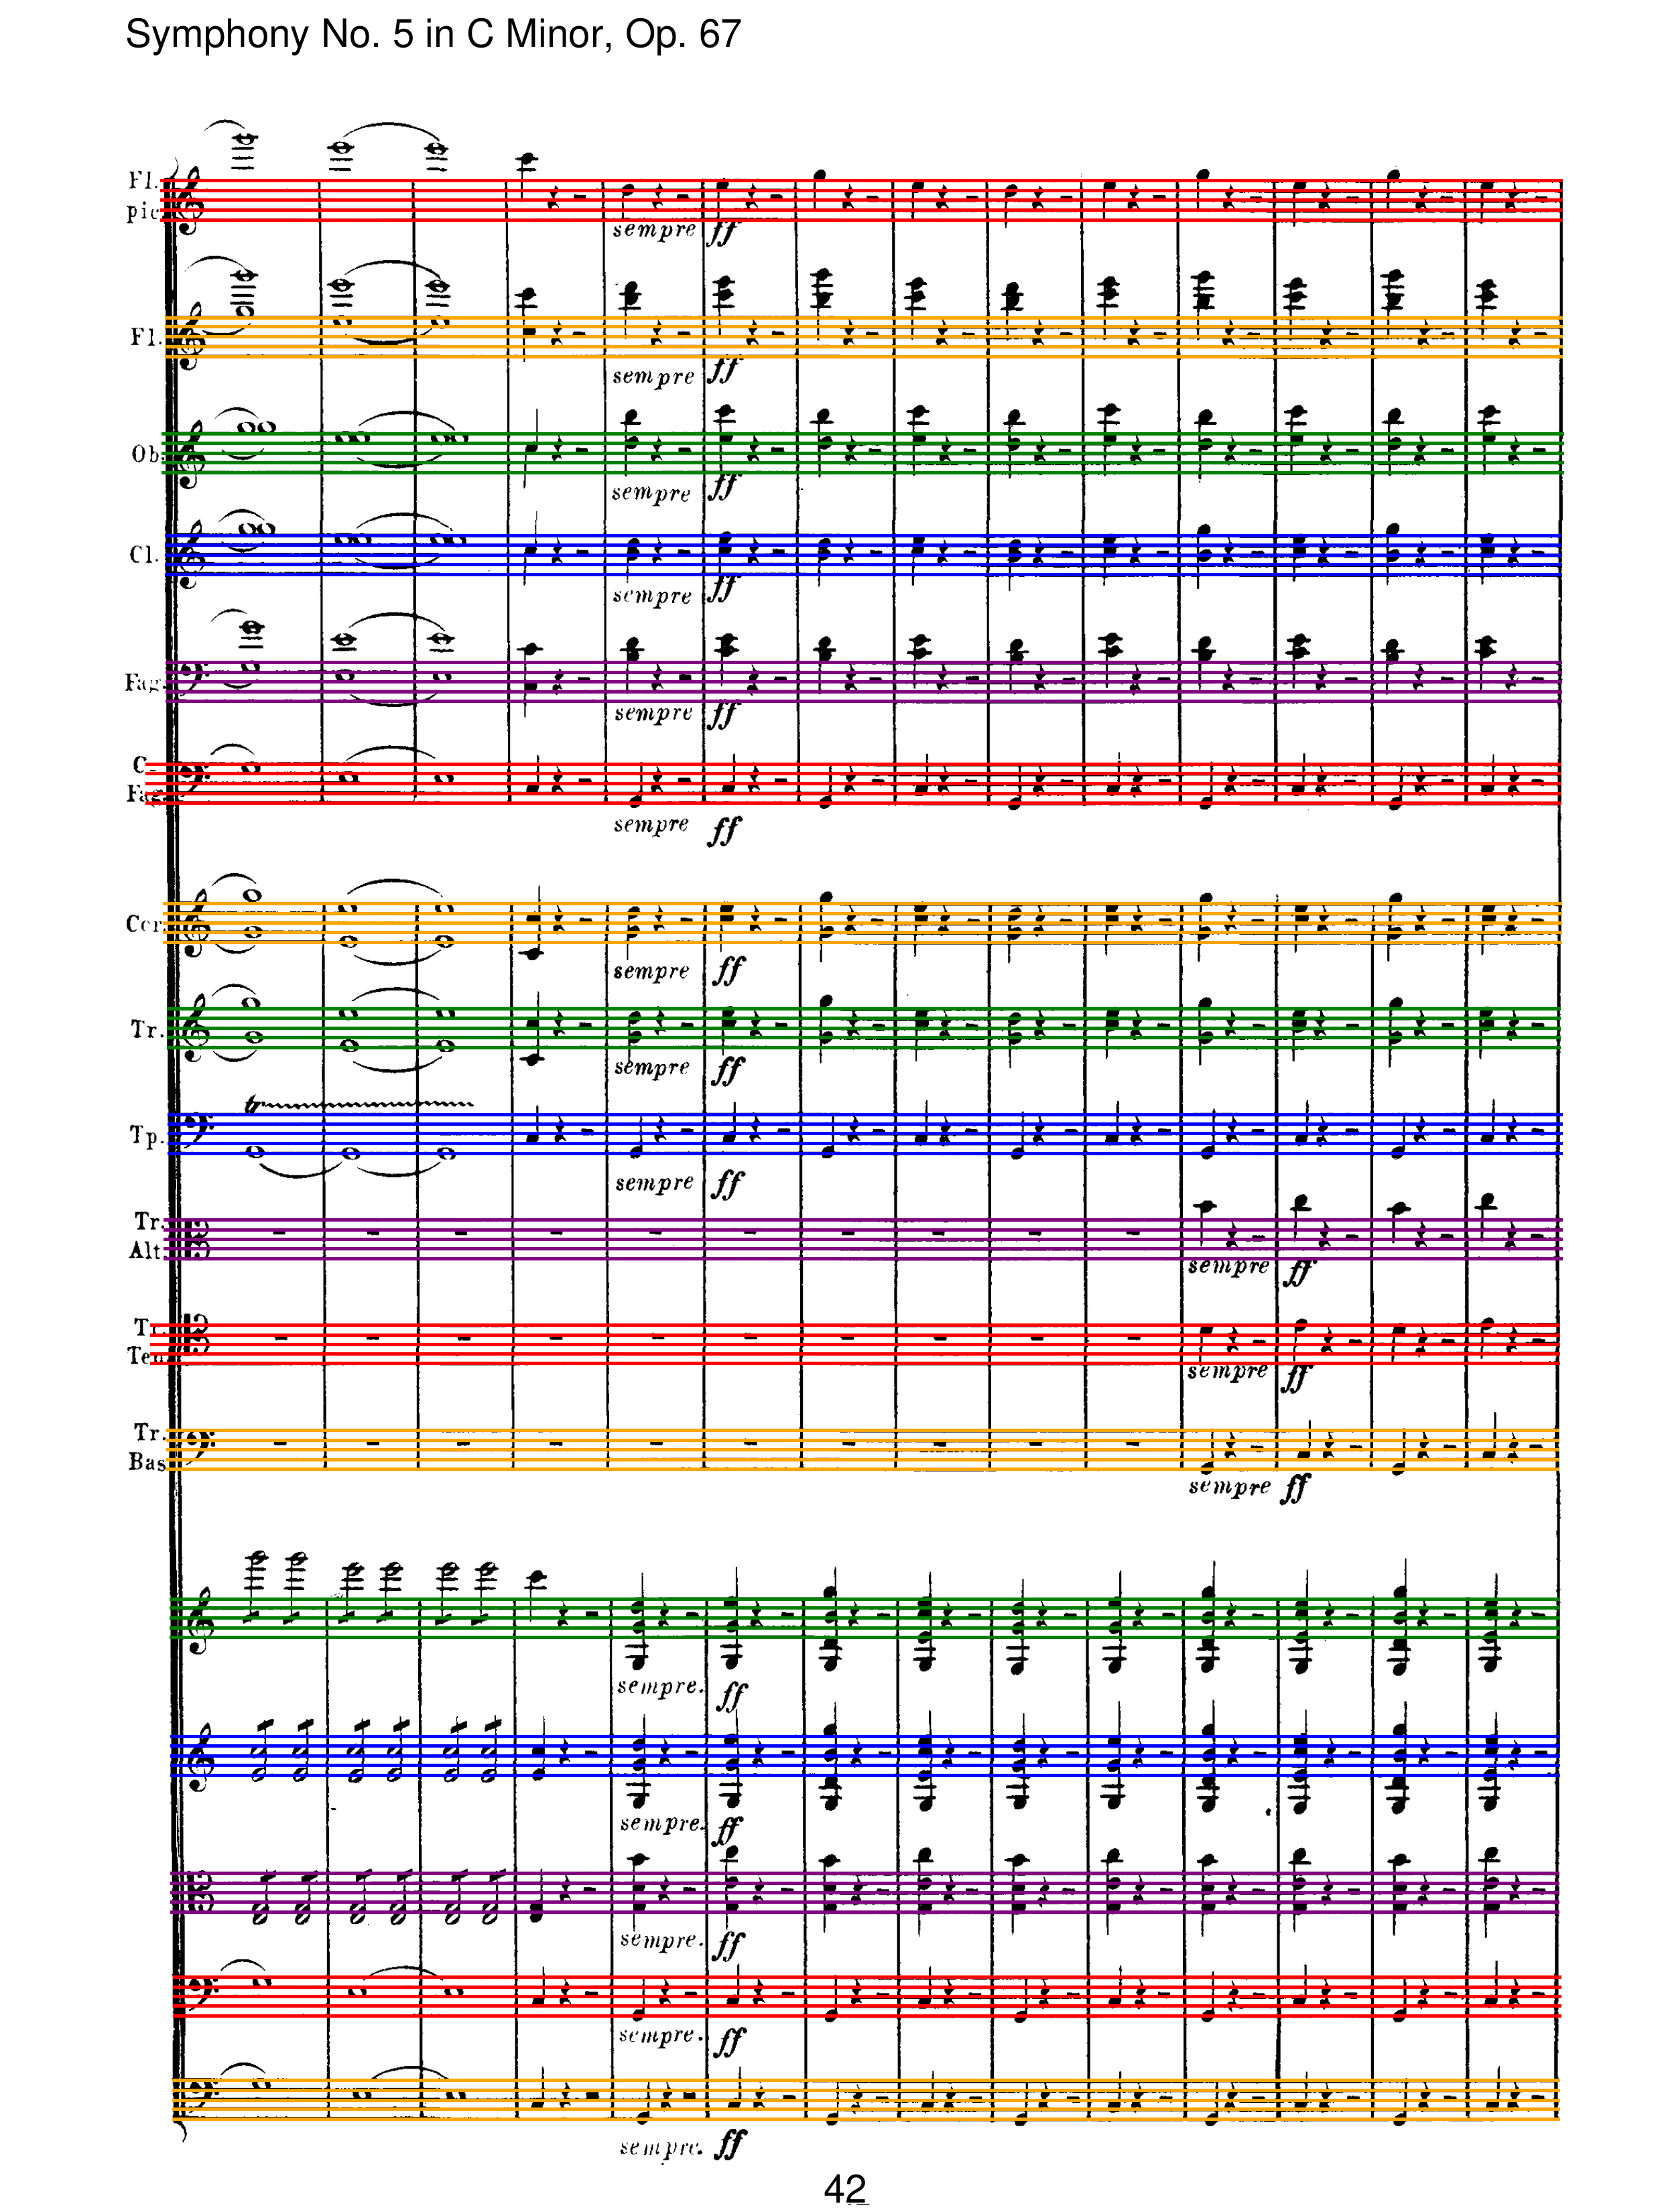 Symphony No. 5 in C Minor, Op. 67
Fl.
pic
sempre ff
Fl.
sempre ff
Ob.
sempre ff
Cl.
sempre ff
Fag.
sempre ff
C.
Fag.
sempre ff
Cor.
sempre ff
Tr.
sempre ff
tr
Tp.
sempre ff
Tr.
Alt.
sempre ff
Tr.
Ten
sempre ff
Tr.
Bas
sempre ff
sempre. ff
sempre. ff
sempre. ff
sempre. ff
sempre. ff
42